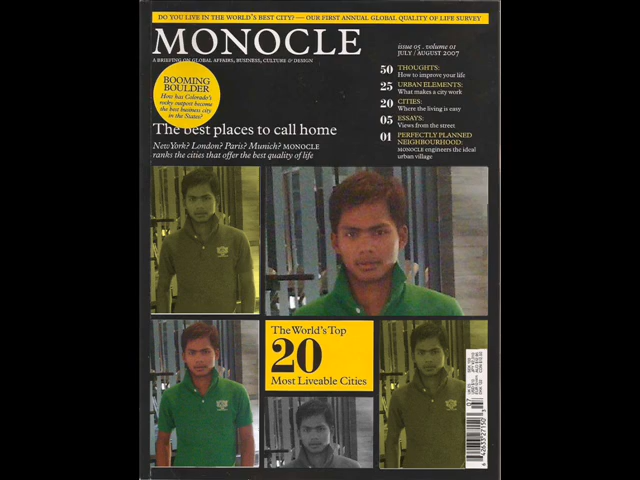 DO YOU LIVE IN THE WORLD'S BEST CITY? — OUR FIRST ANNUAL GLOBAL QUALITY OF LIFE SURVEY
MONOCLE
A BRIEFING ON GLOBAL AFFAIRS, BUSINESS, CULTURE & DESIGN
issue 05 . volume 01
JULY / AUGUST 2007
BOOMING
BOULDER
How has Colorado's
rocky outpost become
the best business city
in the States?
50 THOUGHTS:
How to improve your life
25 URBAN ELEMENTS:
What makes a city work
20 CITIES:
Where the living is easy
05 ESSAYS:
Views from the street
01 PERFECTLY PLANNED
NEIGHBOURHOOD:
MONOCLE engineers the ideal
urban village
The best places to call home
New York? London? Paris? Munich? MONOCLE
ranks the cities that offer the best quality of life
The World's Top
20
Most Liveable Cities
07